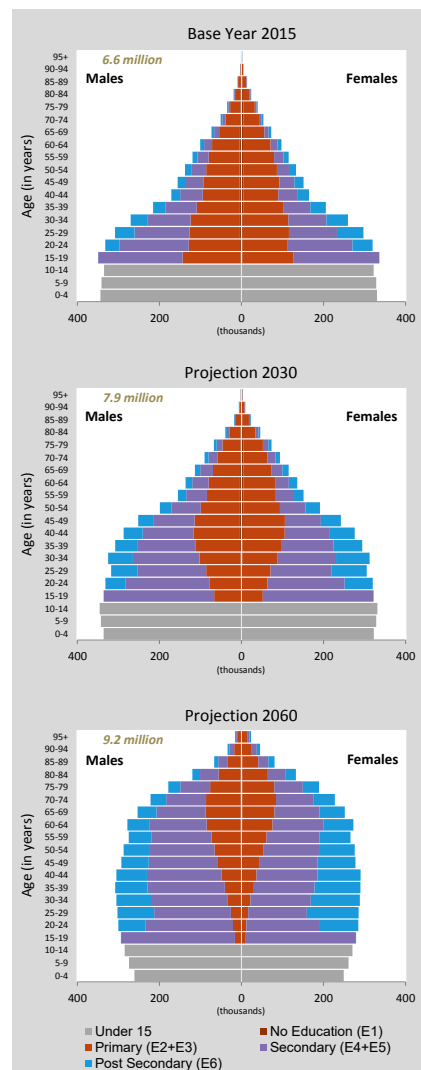 Base Year 2015
6.6 million
Males
Females
Age (in years)
95+
90-94
85-89
80-84
75-79
70-74
65-69
60-64
55-59
50-54
45-49
40-44
35-39
30-34
25-29
20-24
15-19
10-14
5-9
0-4
400 200 0 200 400
(thousands)
Projection 2030
7.9 million
Males
Females
Age (in years)
95+
90-94
85-89
80-84
75-79
70-74
65-69
60-64
55-59
50-54
45-49
40-44
35-39
30-34
25-29
20-24
15-19
10-14
5-9
0-4
400 200 0 200 400
(thousands)
Projection 2060
9.2 million
Males
Females
Age (in years)
95+
90-94
85-89
80-84
75-79
70-74
65-69
60-64
55-59
50-54
45-49
40-44
35-39
30-34
25-29
20-24
15-19
10-14
5-9
0-4
400 200 0 200 400
(thousands)
Under 15 No Education (E1)
Primary (E2+E3) Secondary (E4+E5)
Post Secondary (E6)